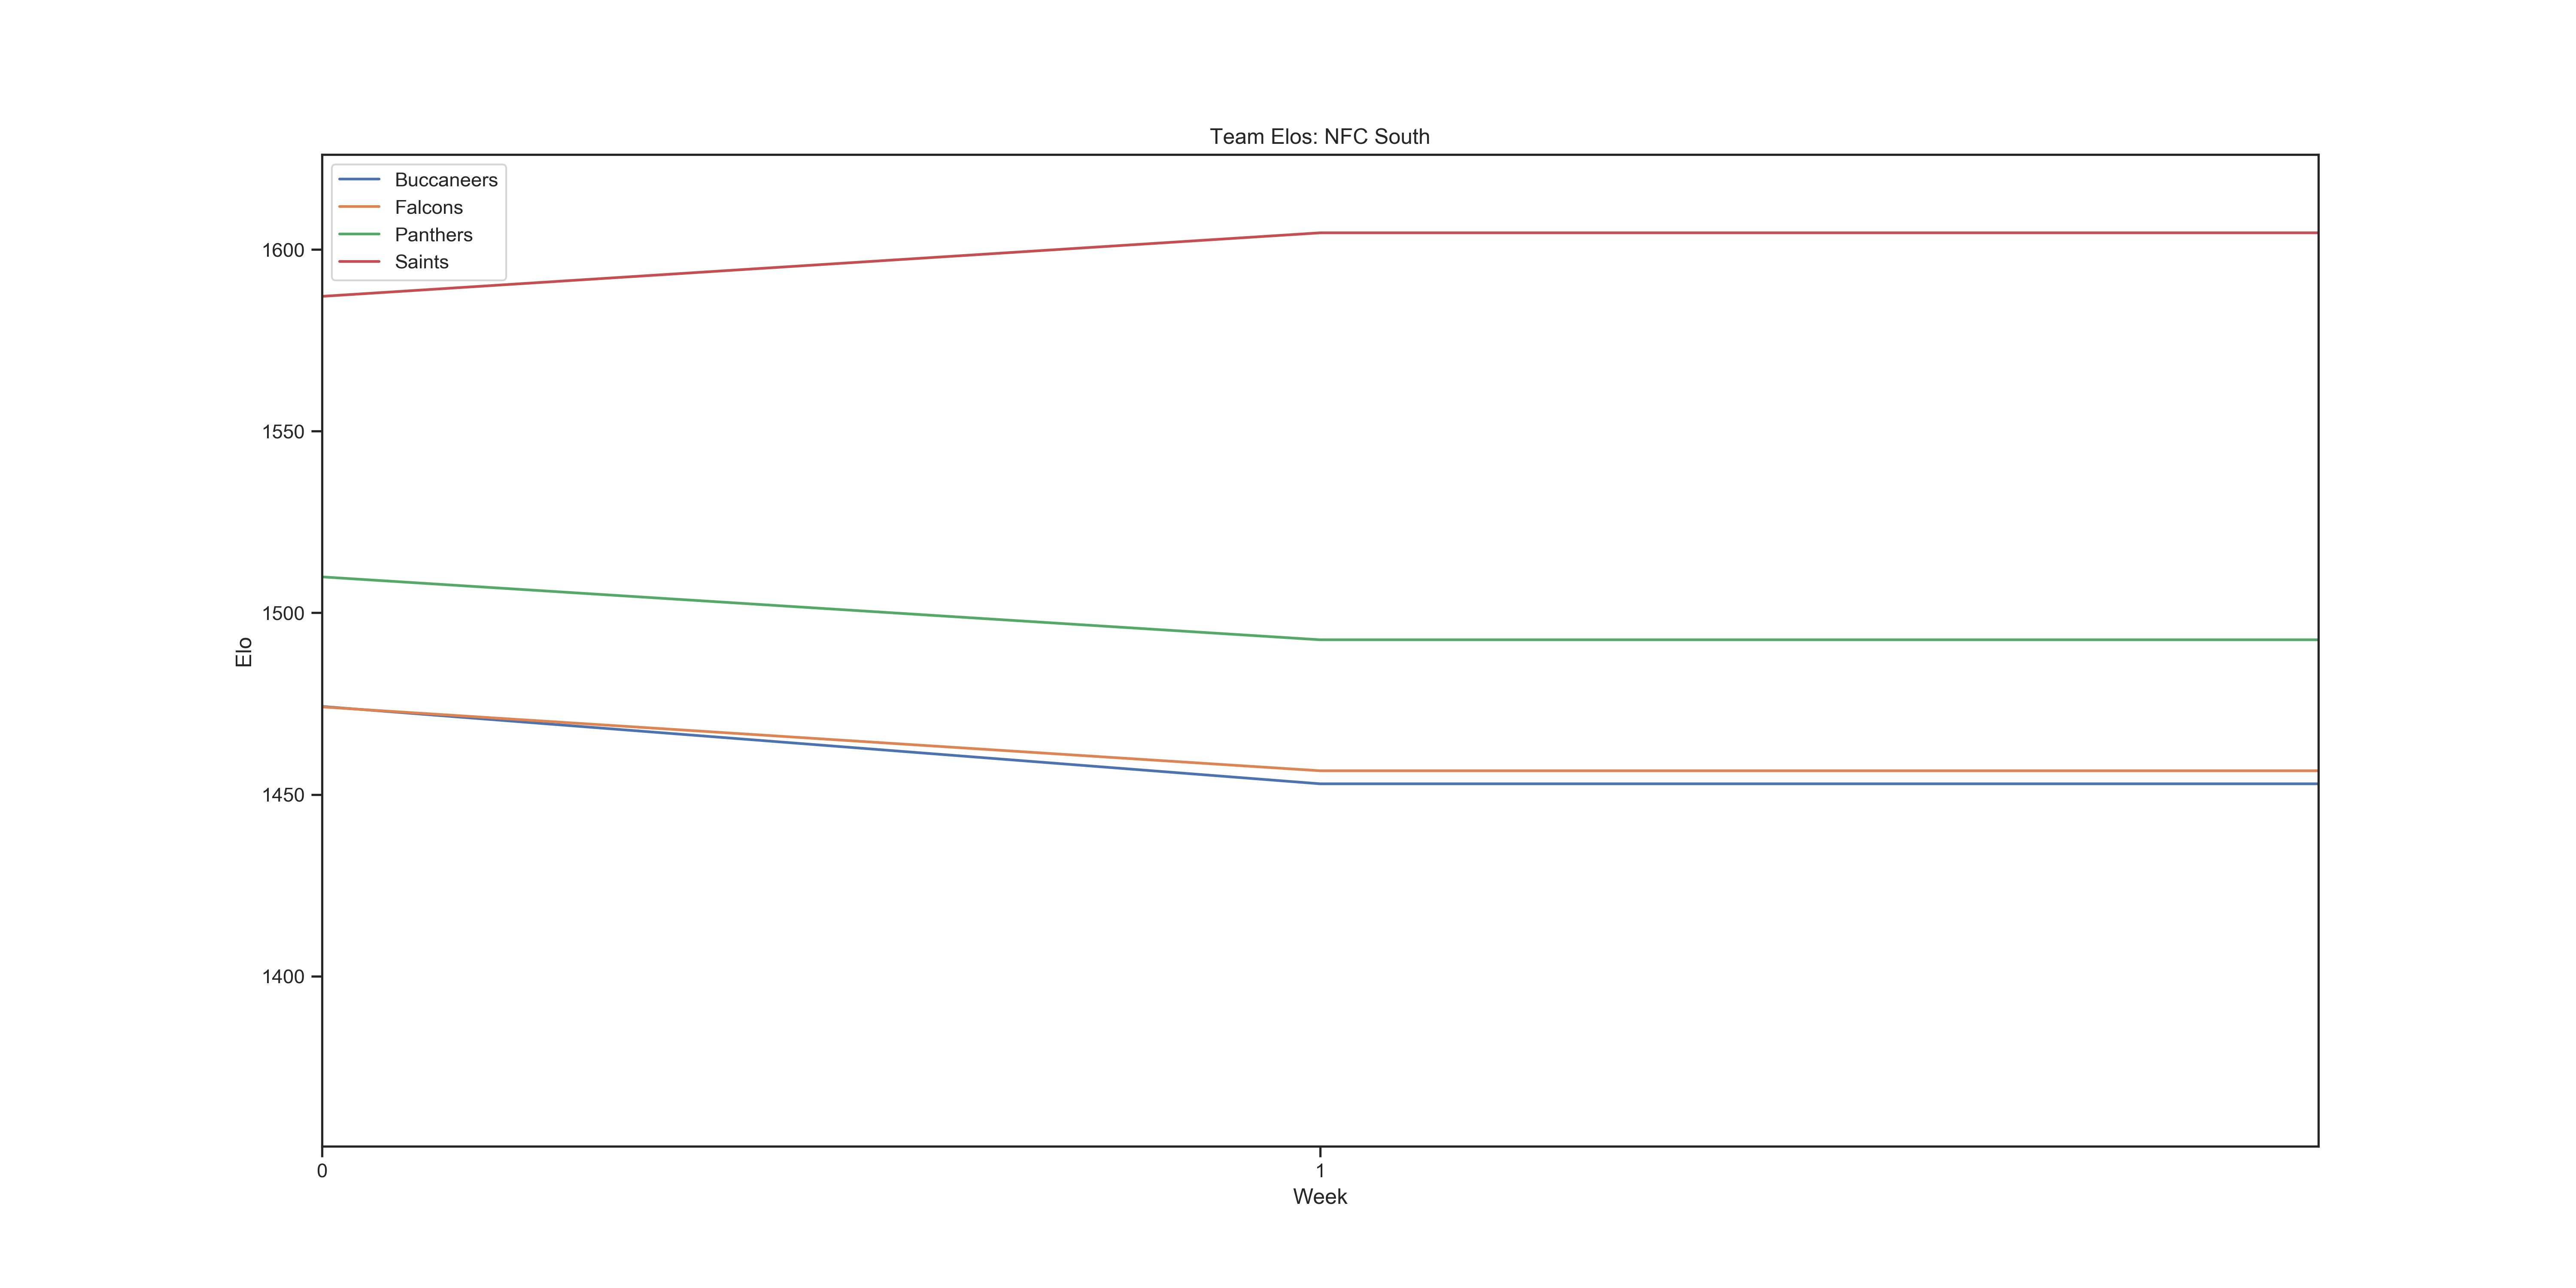 Team Elos: NFC South
Buccaneers
Falcons
Panthers
Saints
1600
1550
1500
1450
1400
Elo
0
1
Week